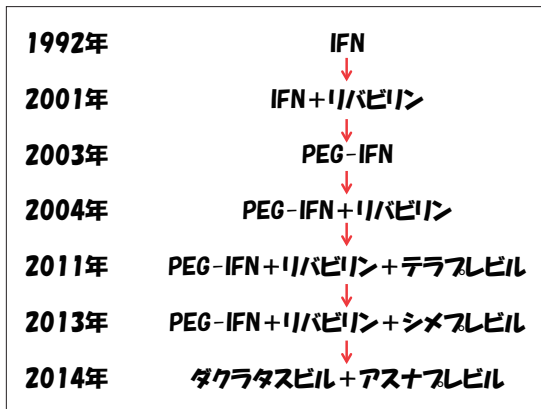 1992年 IFN
2001年 IFN+リバビリン
2003年 PEG-IFN
2004年 PEG-IFN+リバビリン
2011年 PEG-IFN+リバビリン+テラプレビル
2013年 PEG-IFN+リバビリン+シメプレビル
2014年 ダクラタスビル+アスナプレビル